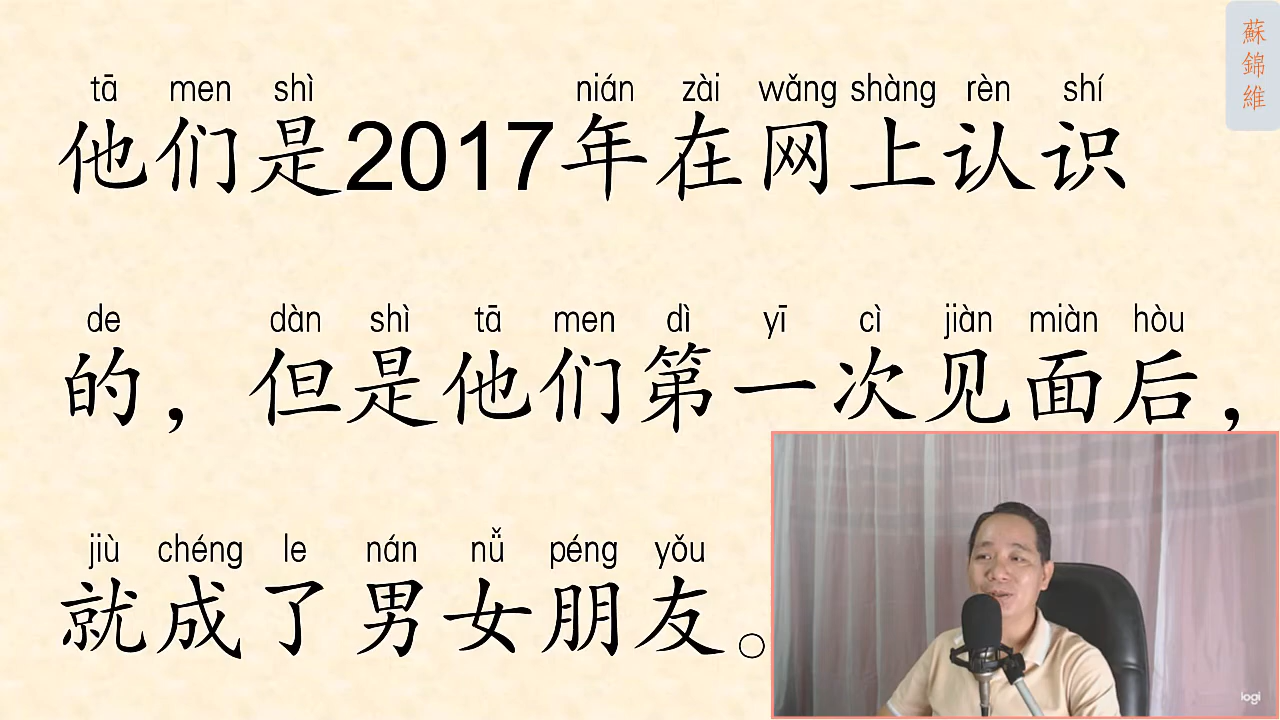 tā men shì nián zài wǎng shàng rèn shí
他们是2017年在网上认识
de dàn shì tā men dì yī cì jiàn miàn hòu
的，但是他们第一次见面后，
jiù chéng le nán nǚ péng yǒu
就成了男女朋友。
蘇錦維
logi